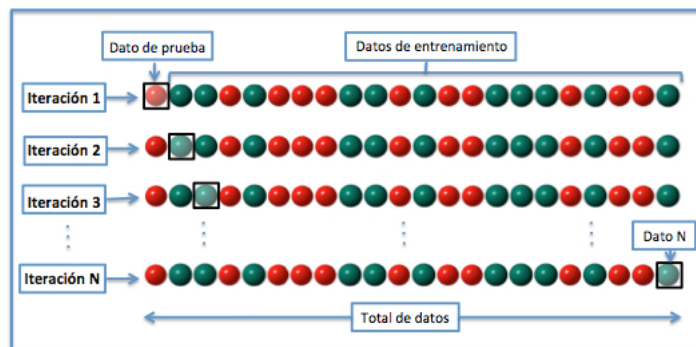 Dato de prueba
Datos de entrenamiento
Iteración 1
Iteración 2
Iteración 3
Dato N
Iteración N
Total de datos